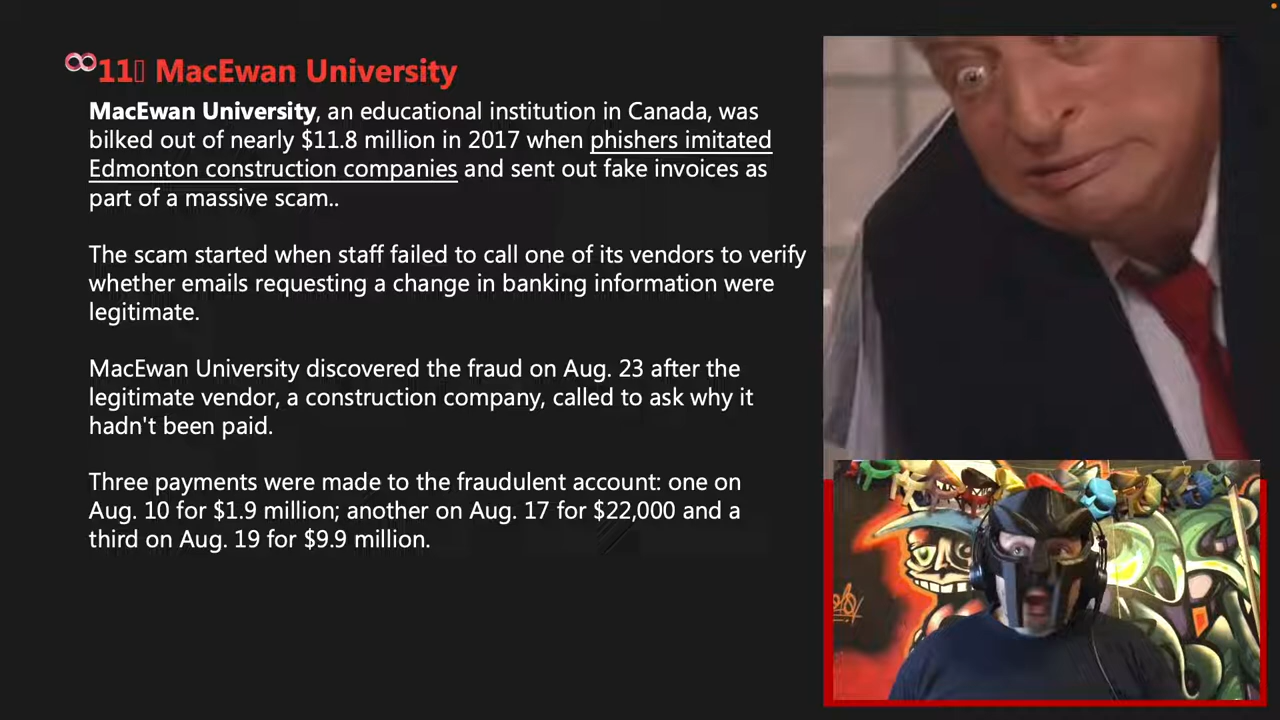 11 MacEwan University
MacEwan University, an educational institution in Canada, was
bilked out of nearly $11.8 million in 2017 when phishers imitated
Edmonton construction companies and sent out fake invoices as
part of a massive scam..
The scam started when staff failed to call one of its vendors to verify
whether emails requesting a change in banking information were
legitimate.
MacEwan University discovered the fraud on Aug. 23 after the
legitimate vendor, a construction company, called to ask why it
hadn't been paid.
Three payments were made to the fraudulent account: one on
Aug. 10 for $1.9 million; another on Aug. 17 for $22,000 and a
third on Aug. 19 for $9.9 million.